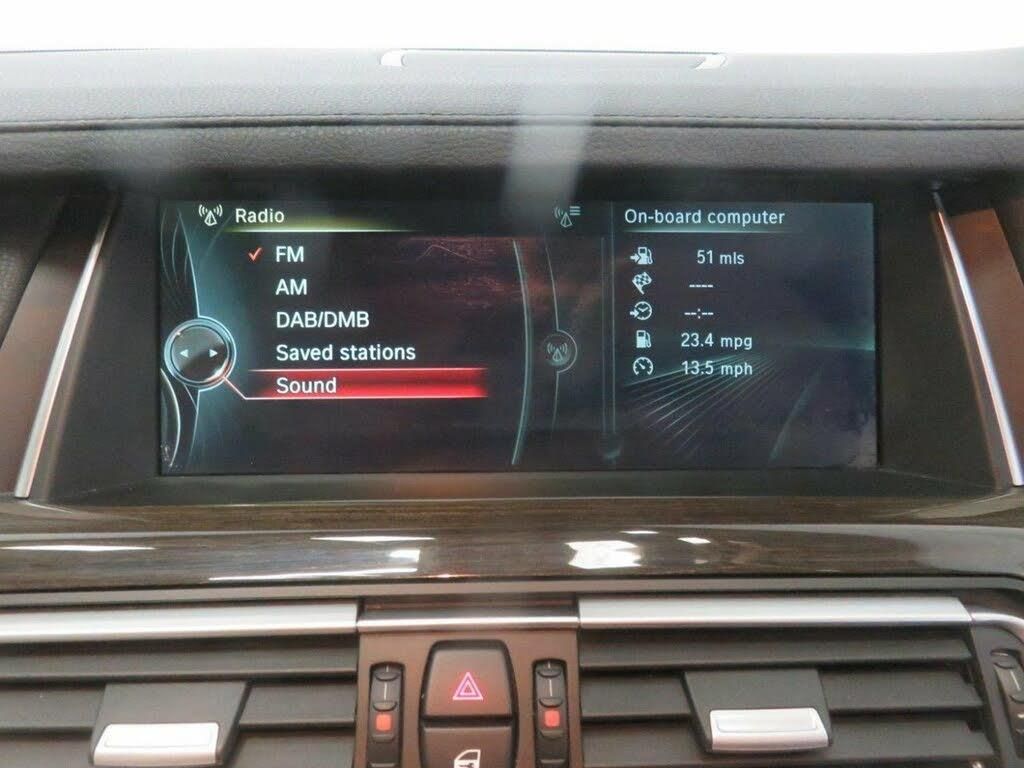 Radio
FM
AM
DAB/DMB
Saved stations
Sound
On-board computer
51 mls
----
--:--
23.4 mpg
13.5 mph